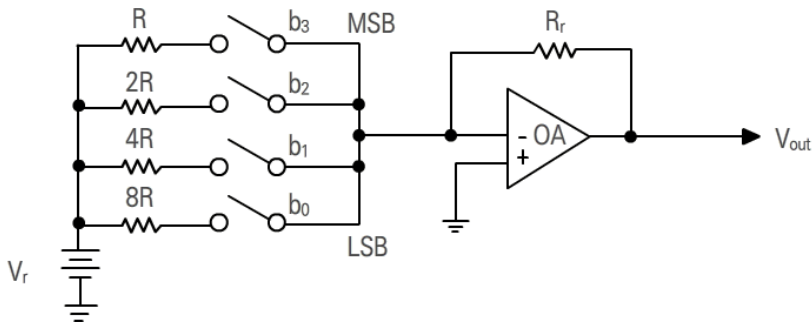 R
b₃
MSB
2R
b₂
4R
b₁
8R
b₀
LSB
Vᵣ
Rᵣ
-
OA
+
Vout